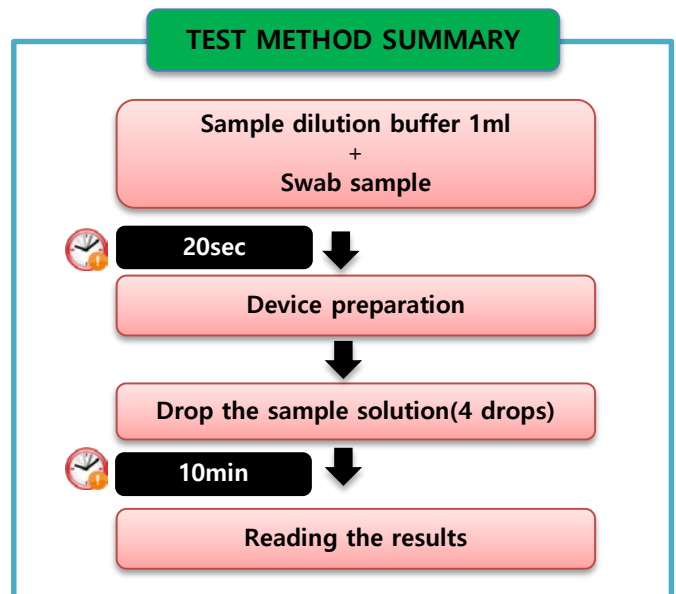 TEST METHOD SUMMARY
Sample dilution buffer 1ml
+
Swab sample
20sec
Device preparation
Drop the sample solution(4 drops)
10min
Reading the results